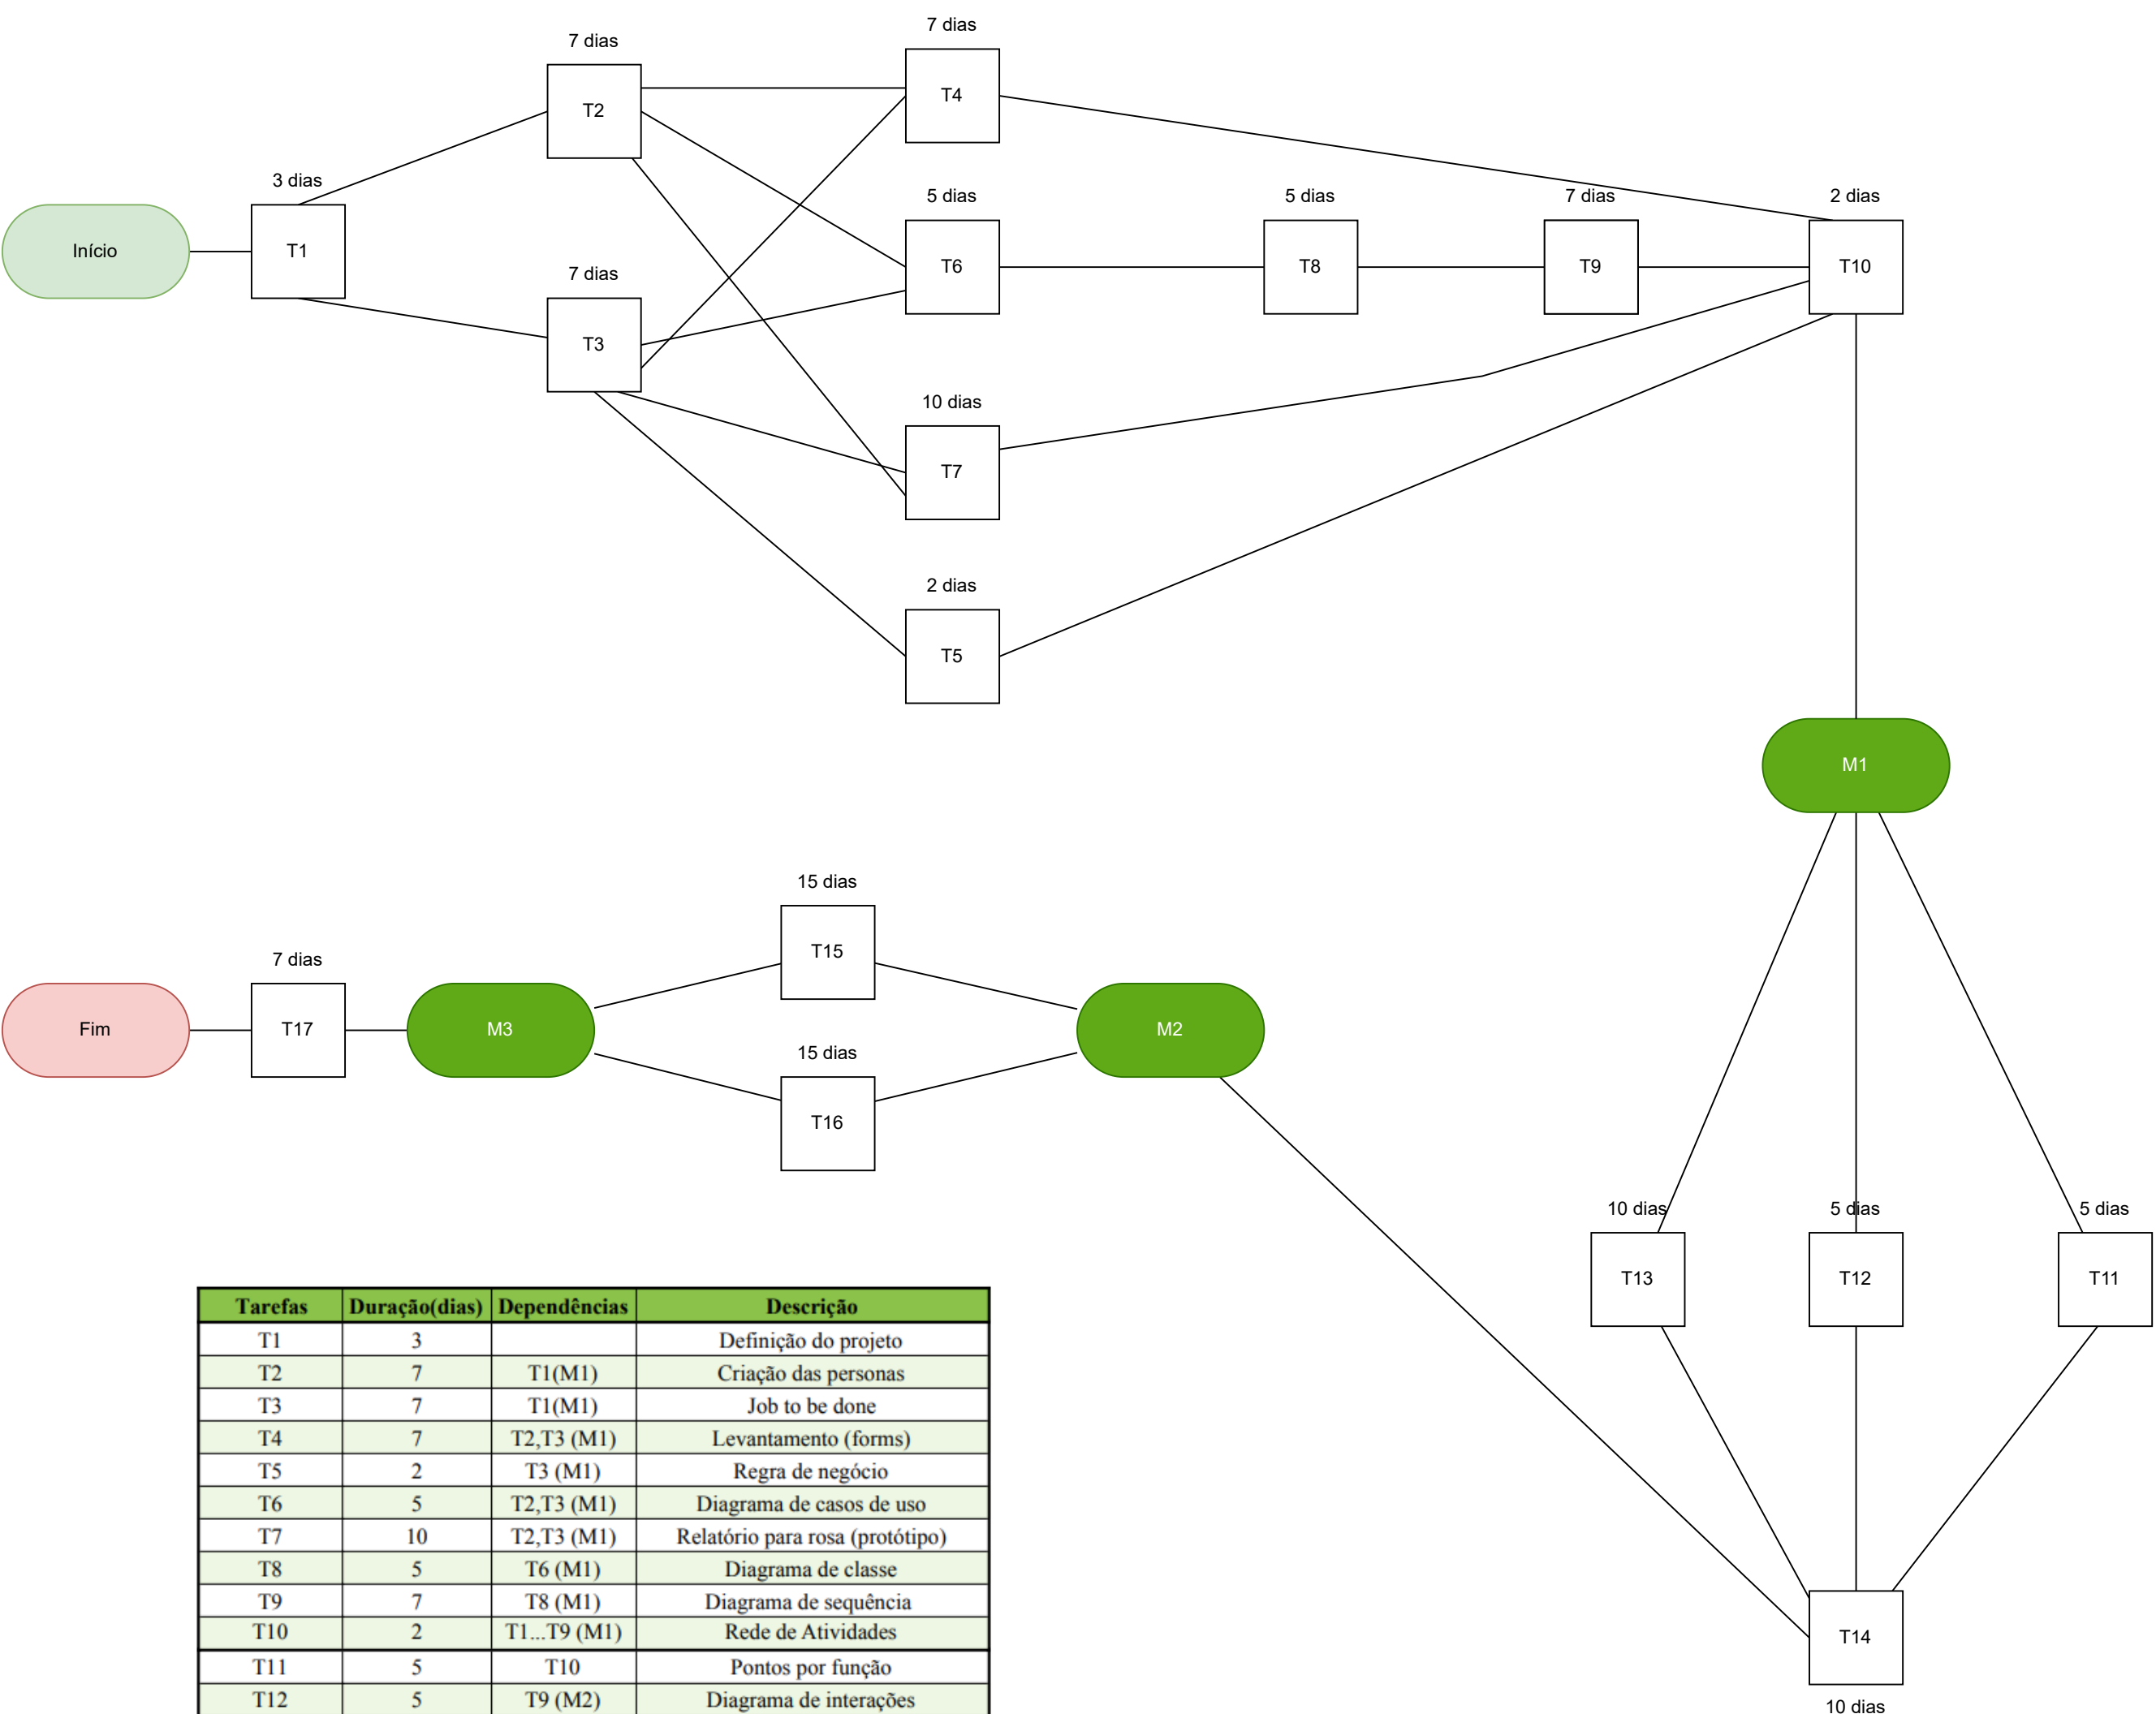 7 dias
7 dias
T4
T2
3 dias
5 dias
5 dias
7 dias
2 dias
Início
T1
T6
T8
T9
T10
7 dias
T3
10 dias
T7
2 dias
T5
M1
15 dias
T15
7 dias
Fim
T17
M3
M2
15 dias
T16
10 dias
5 dias
5 dias
T13
T12
T11
Tarefas Duração(dias) Dependências Descrição
T1 3 Definição do projeto
T2 7 T1(M1) Criação das personas
T3 7 T1(M1) Job to be done
T4 7 T2,T3 (M1) Levantamento (forms)
T5 2 T3 (M1) Regra de negócio
T6 5 T2,T3 (M1) Diagrama de casos de uso
T7 10 T2,T3 (M1) Relatório para rosa (protótipo)
T8 5 T6 (M1) Diagrama de classe
T9 7 T8 (M1) Diagrama de sequência
T10 2 T1...T9 (M1) Rede de Atividades
T11 5 T10 Pontos por função
T12 5 T9 (M2) Diagrama de interações
T14
10 dias